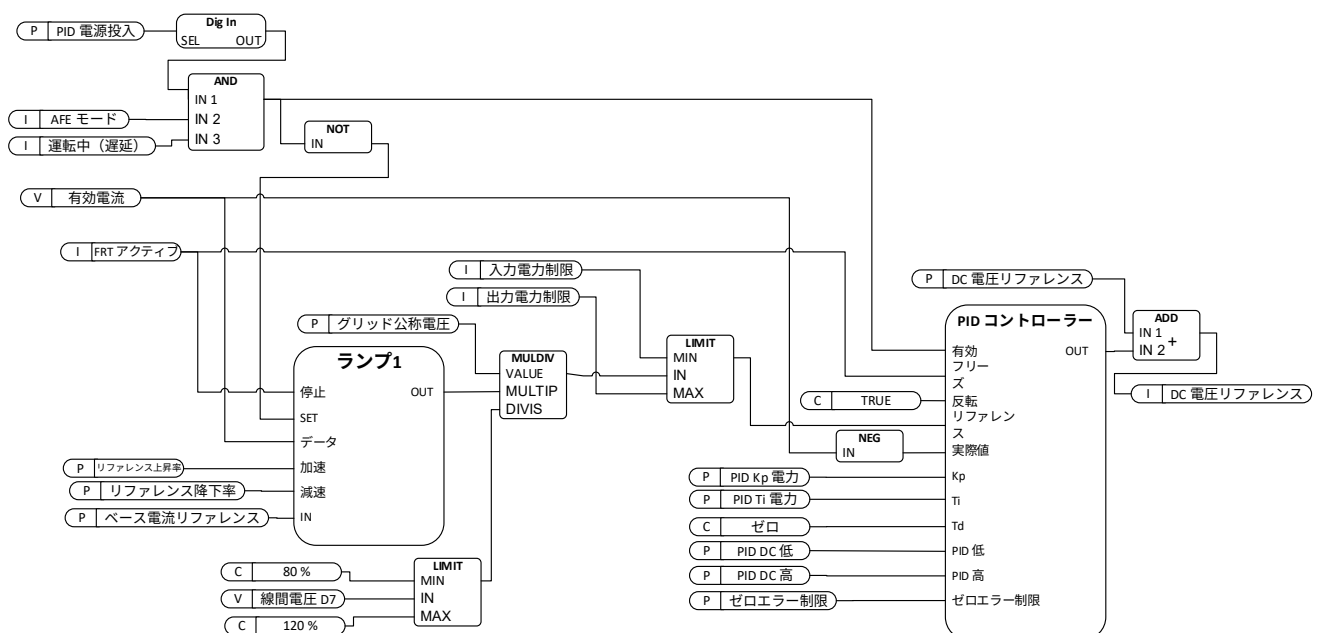 P PID 電源投入
Dig In
SEL OUT
AND
IN 1
I AFE モード IN 2
I 運転中（遅延） IN 3
NOT
IN
V 有効電流
I FRT アクティブ
I 入力電力制限
I 出力電力制限
P グリッド公称電圧
P DC 電圧リファレンス
ランプ1
停止 OUT
SET
データ
P リファレンス上昇率 加速
P リファレンス降下率 減速
P ベース電流リファレンス IN
MULDIV
VALUE
MULTIP
DIVIS
LIMIT
MIN
IN
MAX
C TRUE
NEG
IN
P PID Kp 電力
P PID Ti 電力
C ゼロ
P PID DC 低
P PID DC 高
P ゼロエラー制限
PID コントローラー
有効 OUT
フリー
ズ
反転
リファレン
ス
実際値
Kp
Ti
Td
PID 低
PID 高
ゼロエラー制限
ADD
IN 1
IN 2 +
I DC 電圧リファレンス
C 80 %
V 線間電圧 D7
C 120 %
LIMIT
MIN
IN
MAX